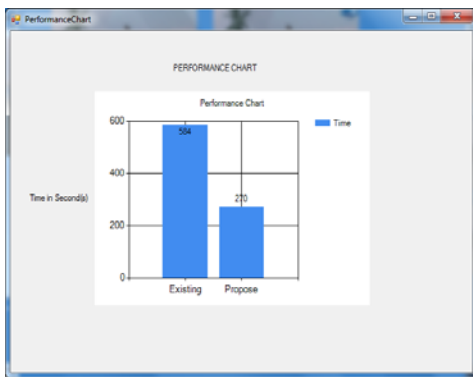 PerformanceChart
PERFORMANCE CHART
Performance Chart
Time
600
584
400
Time in Second(s)
270
200
0
Existing Propose